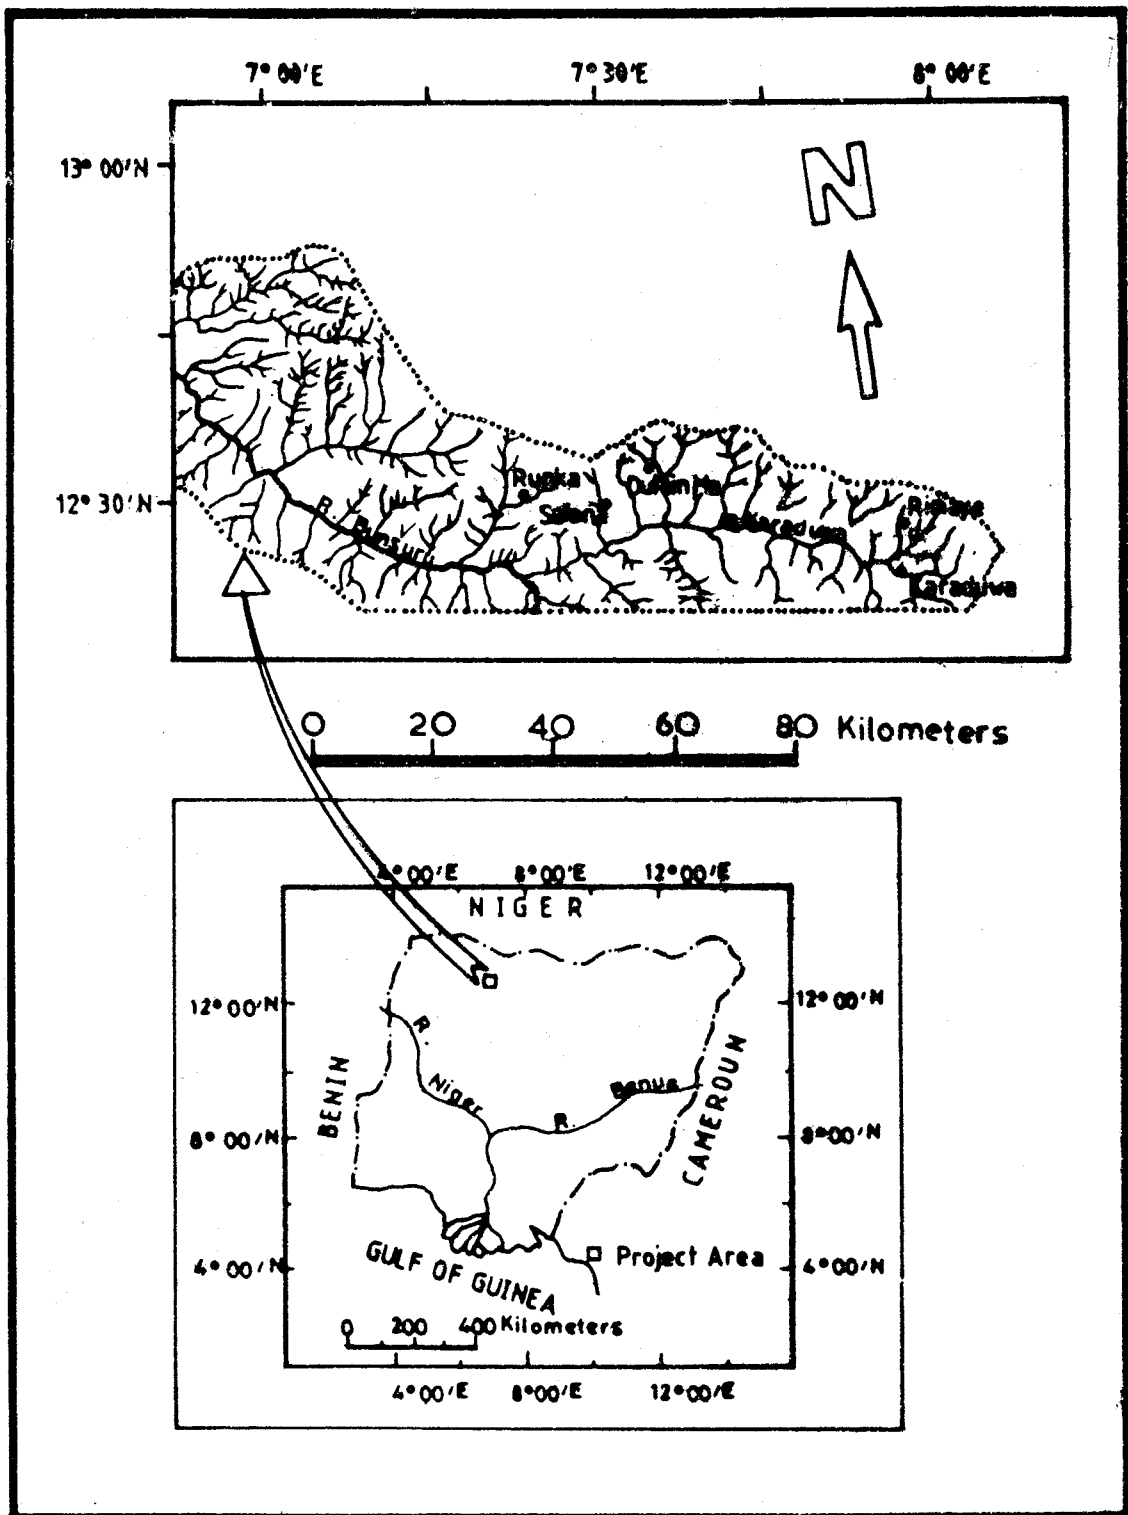 7° 00'E 7° 30'E 8° 00'E
13° 00'N
N
12° 30'N
Runka
Dutsin Ma
Rimaye
R. Bunsuru
R. Karaduwa
Karaduwa
0 20 40 60 80 Kilometers
4° 00'E 8° 00'E 12° 00'E
NIGER
12° 00'N 12° 00'N
R. Niger
R. Benue
BENIN
CAMEROUN
8° 00'N 8° 00'N
GULF OF GUINEA
Project Area
4° 00'N 4° 00'N
0 200 400 Kilometers
4° 00'E 8° 00'E 12° 00'E